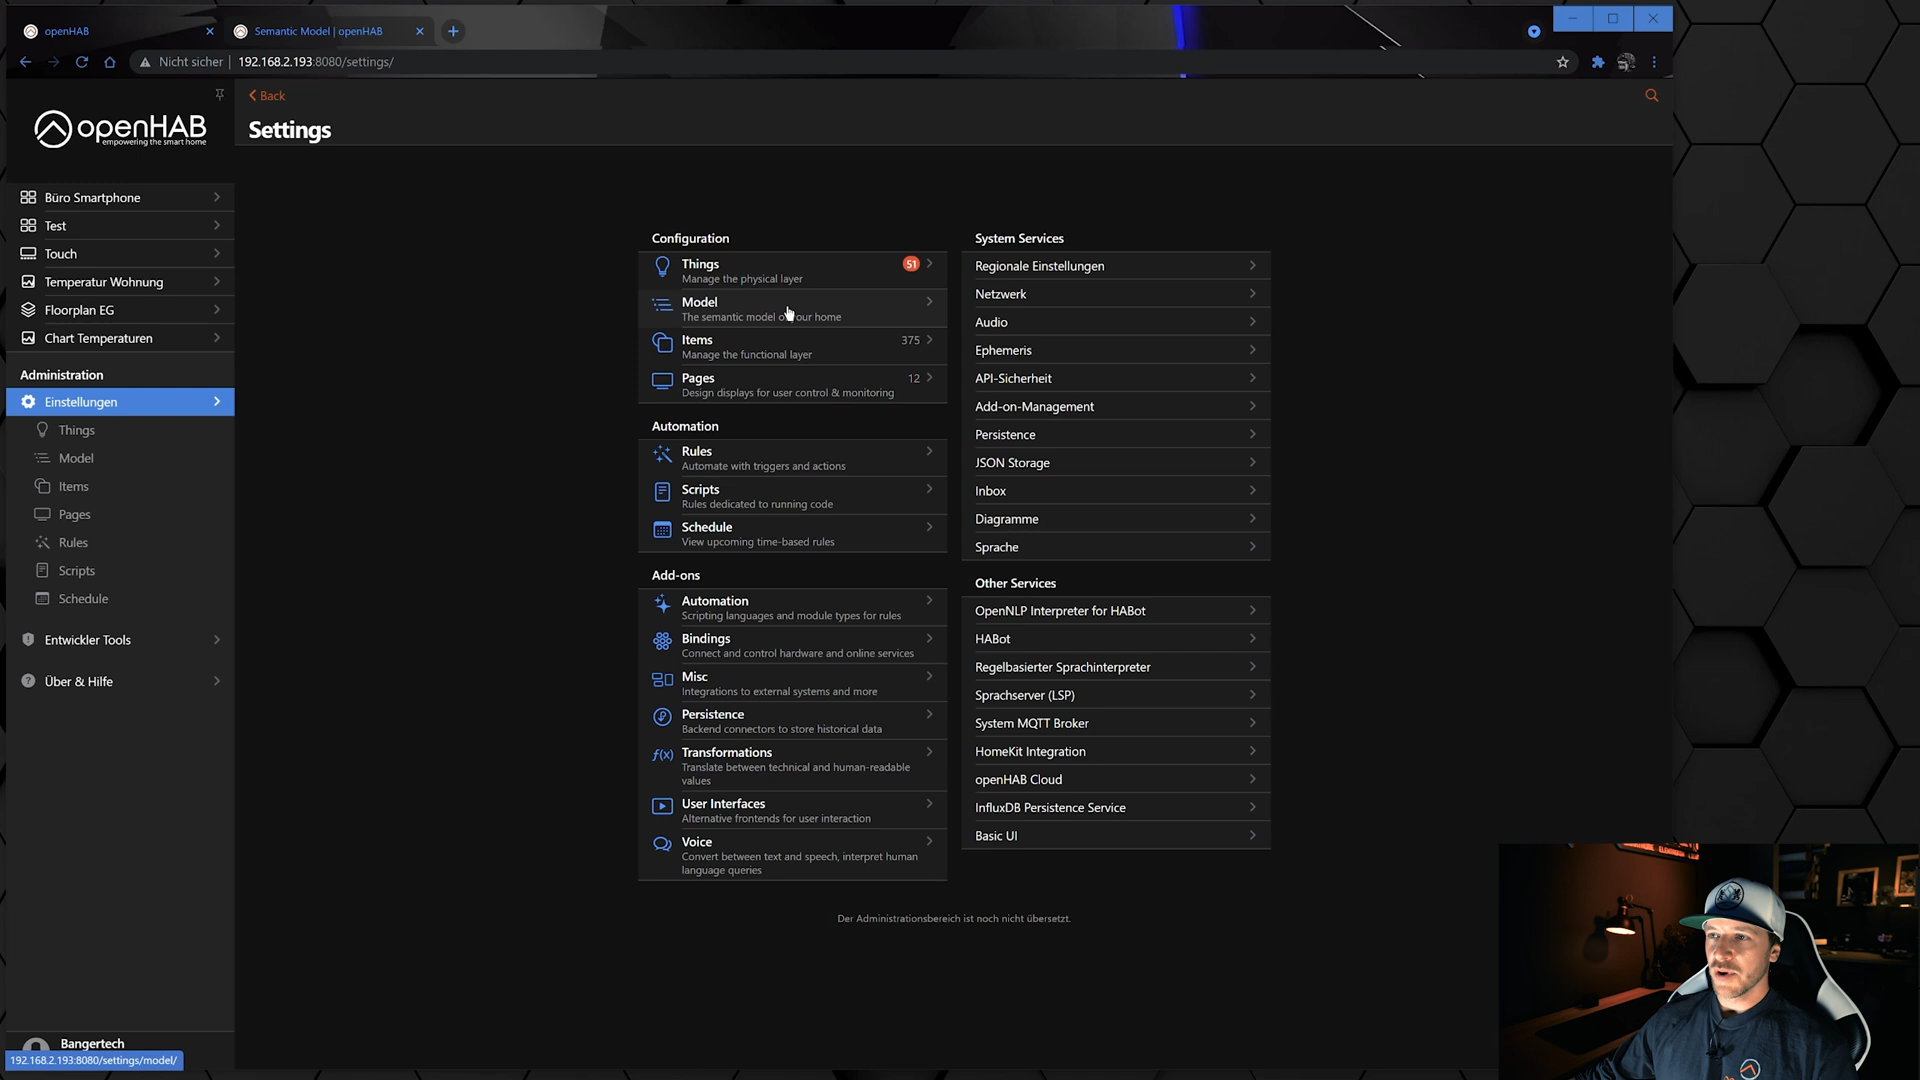 openHAB
Semantic Model | openHAB
Nicht sicher
192.168.2.193:8080/settings/
openHAB
empowering the smart home
Back
Settings
Büro Smartphone
Test
Touch
Temperatur Wohnung
Floorplan EG
Chart Temperaturen
Administration
Einstellungen
Things
Model
Items
Pages
Rules
Scripts
Schedule
Entwickler Tools
Über & Hilfe
Bangertech
192.168.2.193:8080/settings/model/
Configuration
Things
51
Manage the physical layer
Model
The semantic model o our home
Items
375
Manage the functional layer
Pages
12
Design displays for user control & monitoring
Automation
Rules
Automate with triggers and actions
Scripts
Rules dedicated to running code
Schedule
View upcoming time-based rules
Add-ons
Automation
Scripting languages and module types for rules
Bindings
Connect and control hardware and online services
Misc
Integrations to external systems and more
Persistence
Backend connectors to store historical data
f(x)
Transformations
Translate between technical and human-readable
values
User Interfaces
Alternative frontends for user interaction
Voice
Convert between text and speech, interpret human
language queries
System Services
Regionale Einstellungen
Netzwerk
Audio
Ephemeris
API-Sicherheit
Add-on-Management
Persistence
JSON Storage
Inbox
Diagramme
Sprache
Other Services
OpenNLP Interpreter for HABot
HABot
Regelbasierter Sprachinterpreter
Sprachserver (LSP)
System MQTT Broker
HomeKit Integration
openHAB Cloud
InfluxDB Persistence Service
Basic UI
Der Administrationsbereich ist noch nicht übersetzt.